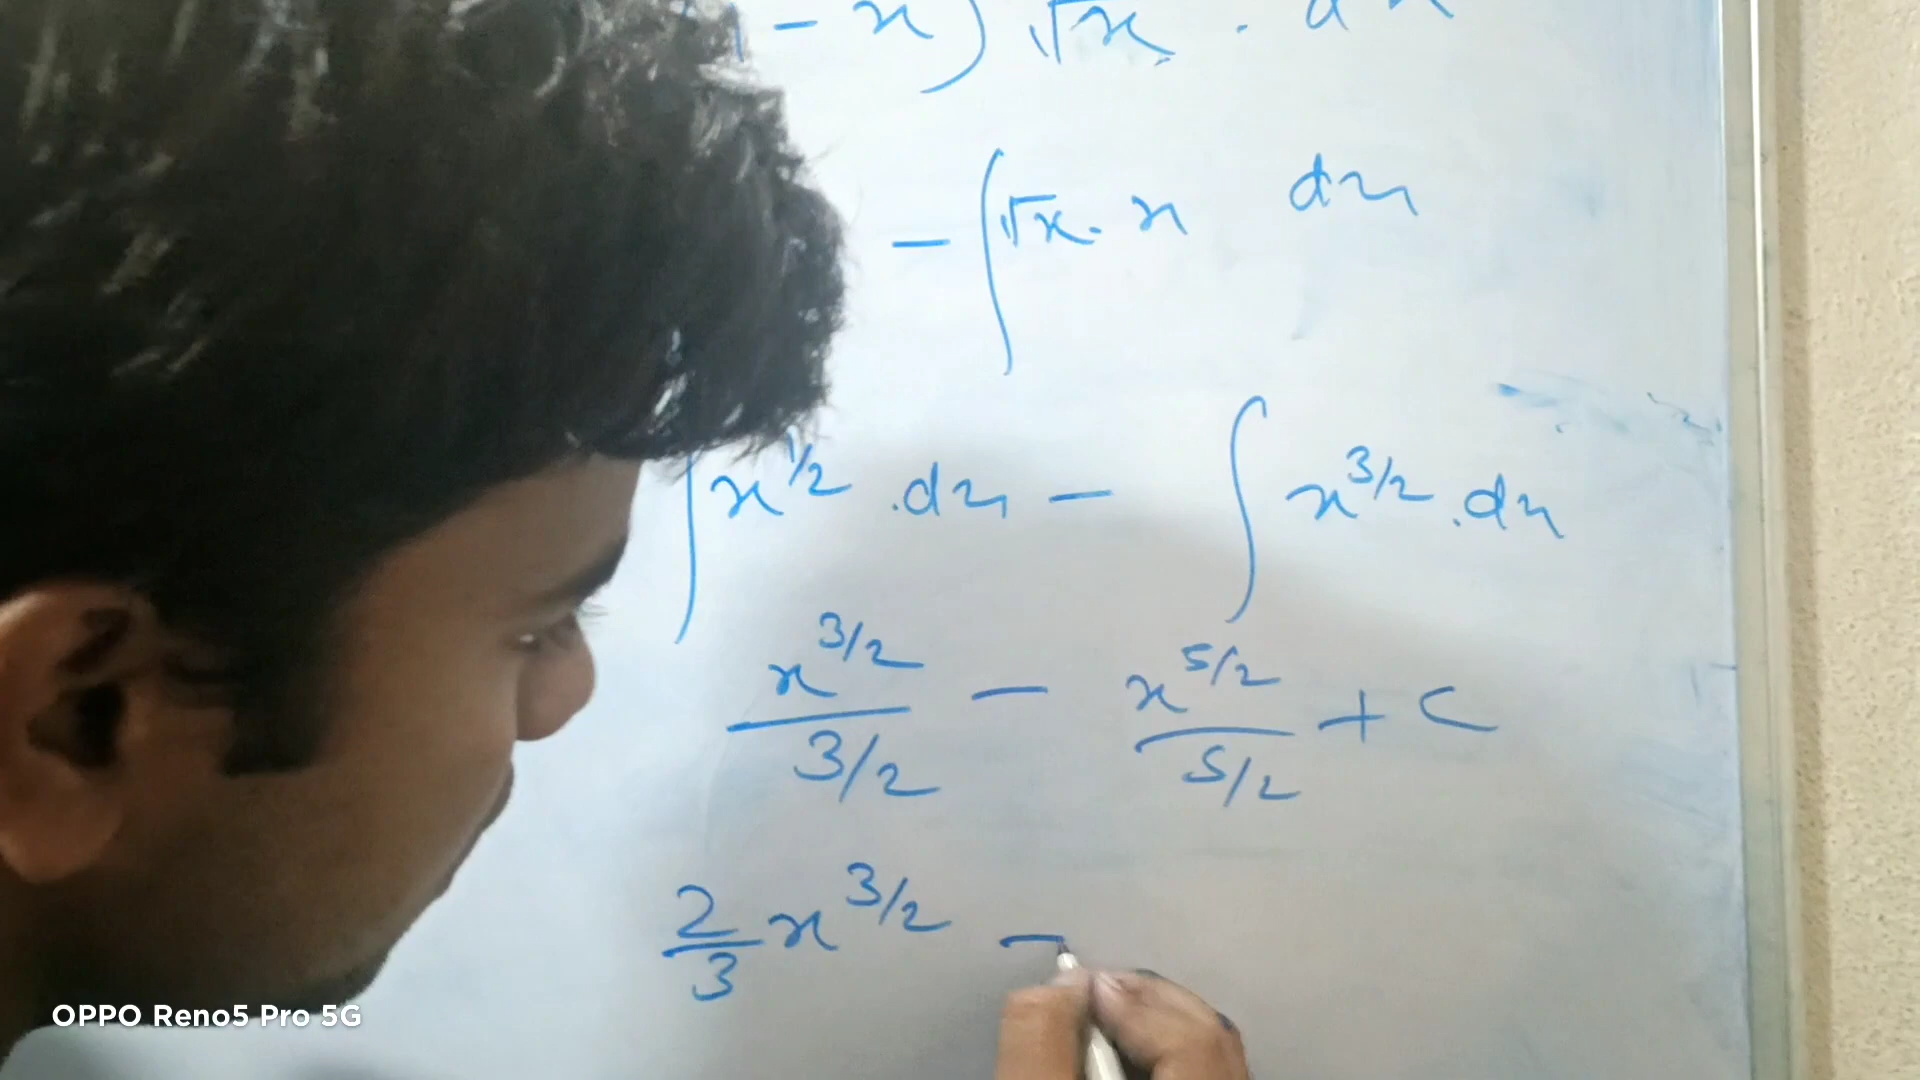 - x) √x . dx
- ∫√x. x dx
∫x^1/2 .dx - ∫x^3/2 .dx
x^3/2 / 3/2 - x^5/2 / 5/2 + C
2/3 x^3/2 -
OPPO Reno5 Pro 5G